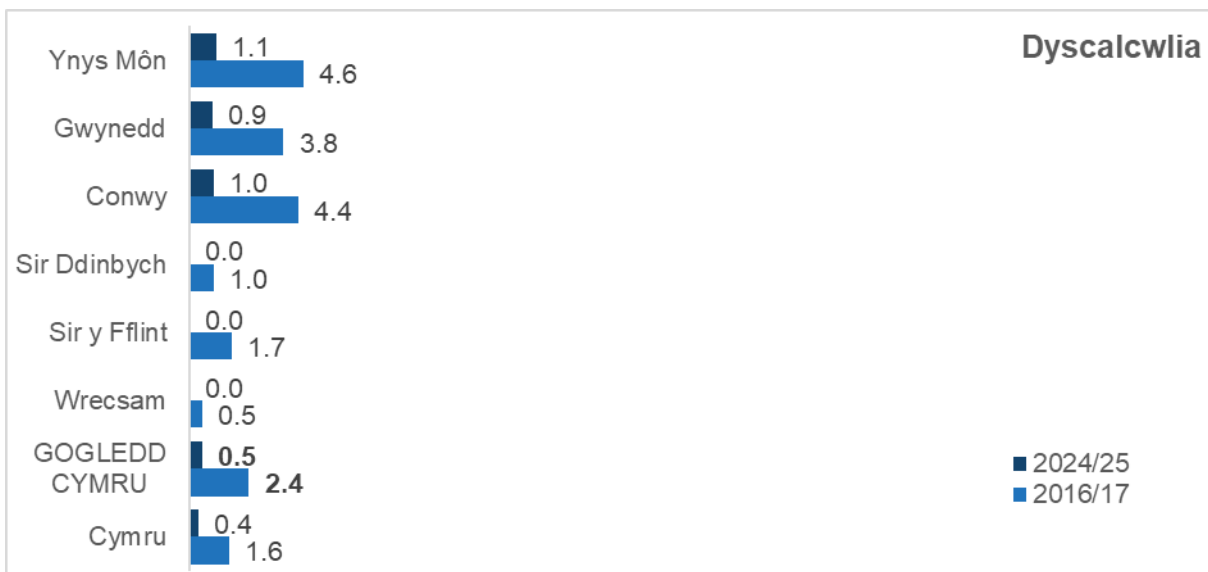 Dyscalcwlia
Ynys Môn
1.1
4.6
Gwynedd
0.9
3.8
Conwy
1.0
4.4
Sir Ddinbych
0.0
1.0
Sir y Fflint
0.0
1.7
Wrecsam
0.0
0.5
GOGLEDD
CYMRU
0.5
2.4
Cymru
0.4
1.6
2024/25
2016/17